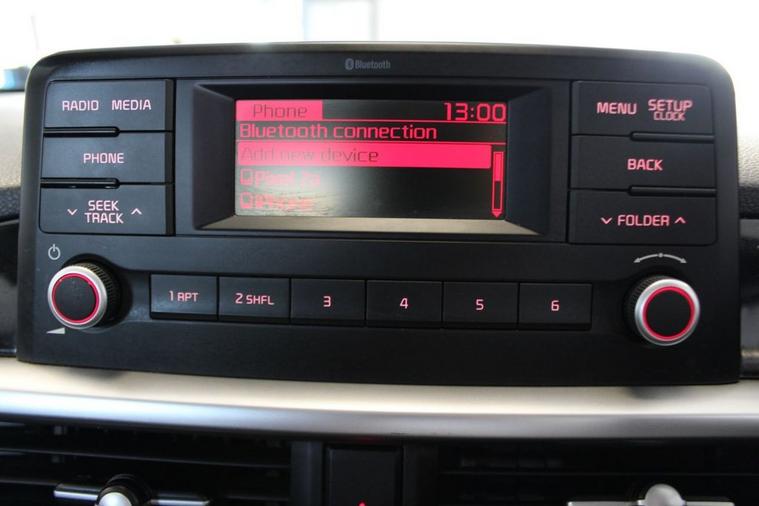 Bluetooth
RADIO MEDIA
PHONE
SEEK
TRACK
Phone 13:00
Bluetooth connection
Add new device
MENU SETUP
CLOCK
BACK
FOLDER
1 RPT 2 SHFL 3 4 5 6